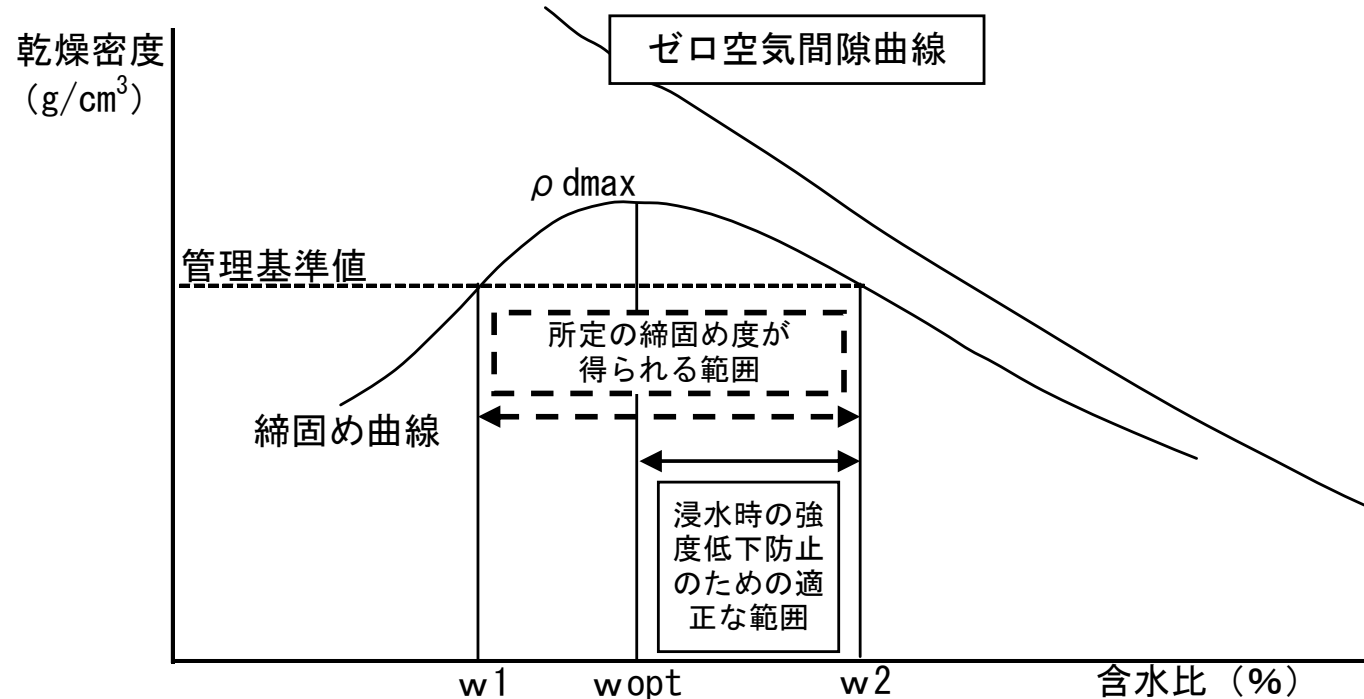 乾燥密度
(g/cm³)
ゼロ空気間隙曲線
ρdmax
管理基準値
所定の締固め度が
得られる範囲
締固め曲線
浸水時の強
度低下防止
のための適
正な範囲
w1
wopt
w2
含水比(%)